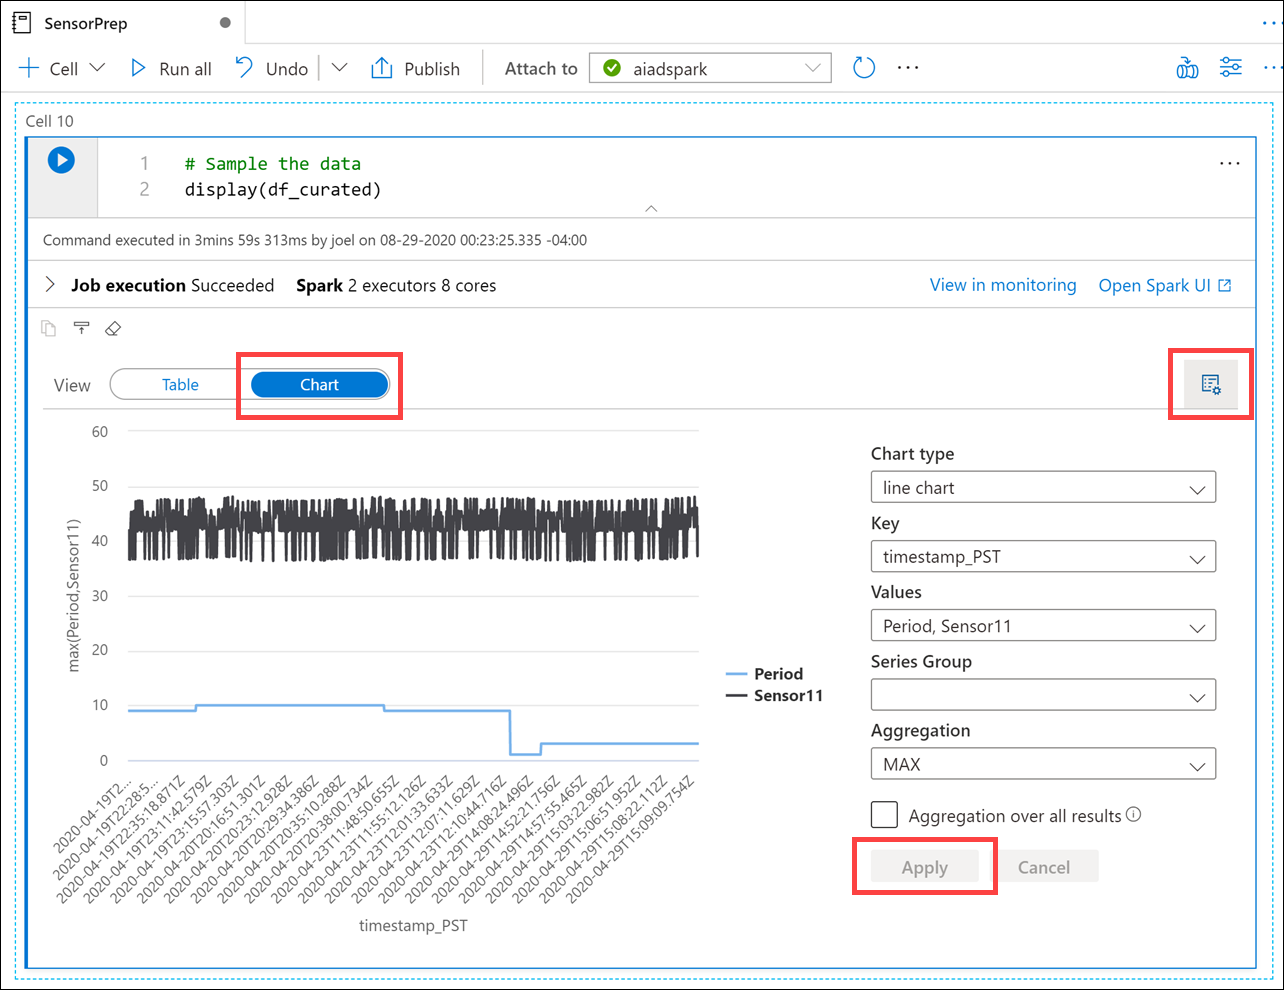 SensorPrep
Cell
Run all
Undo
Publish
Attach to
aiadspark
Cell 10
1 # Sample the data
2 display(df_curated)
Command executed in 3mins 59s 313ms by joel on 08-29-2020 00:23:25.335 -04:00
Job execution Succeeded Spark 2 executors 8 cores
View in monitoring
Open Spark UI
View
Table
Chart
60
50
40
30
20
10
0
max(Period,Sensor11)
2020-04-19T2...
2020-04-19T22:28:5...
2020-04-19T22:35:18.871Z
2020-04-19T23:11:42.579Z
2020-04-19T23:15:57.303Z
2020-04-20T20:16:51.301Z
2020-04-20T20:23:12.928Z
2020-04-20T20:29:34.386Z
2020-04-20T20:35:10.288Z
2020-04-20T20:38:00.734Z
2020-04-23T11:48:50.655Z
2020-04-23T11:55:12.126Z
2020-04-23T12:01:33.633Z
2020-04-23T12:07:11.629Z
2020-04-23T12:10:44.716Z
2020-04-29T14:08:24.496Z
2020-04-29T14:52:21.756Z
2020-04-29T14:57:55.465Z
2020-04-29T15:03:22.982Z
2020-04-29T15:06:51.952Z
2020-04-29T15:08:22.112Z
2020-04-29T15:09:09.754Z
timestamp_PST
Period
Sensor11
Chart type
line chart
Key
timestamp_PST
Values
Period, Sensor11
Series Group
Aggregation
MAX
Aggregation over all results
Apply
Cancel